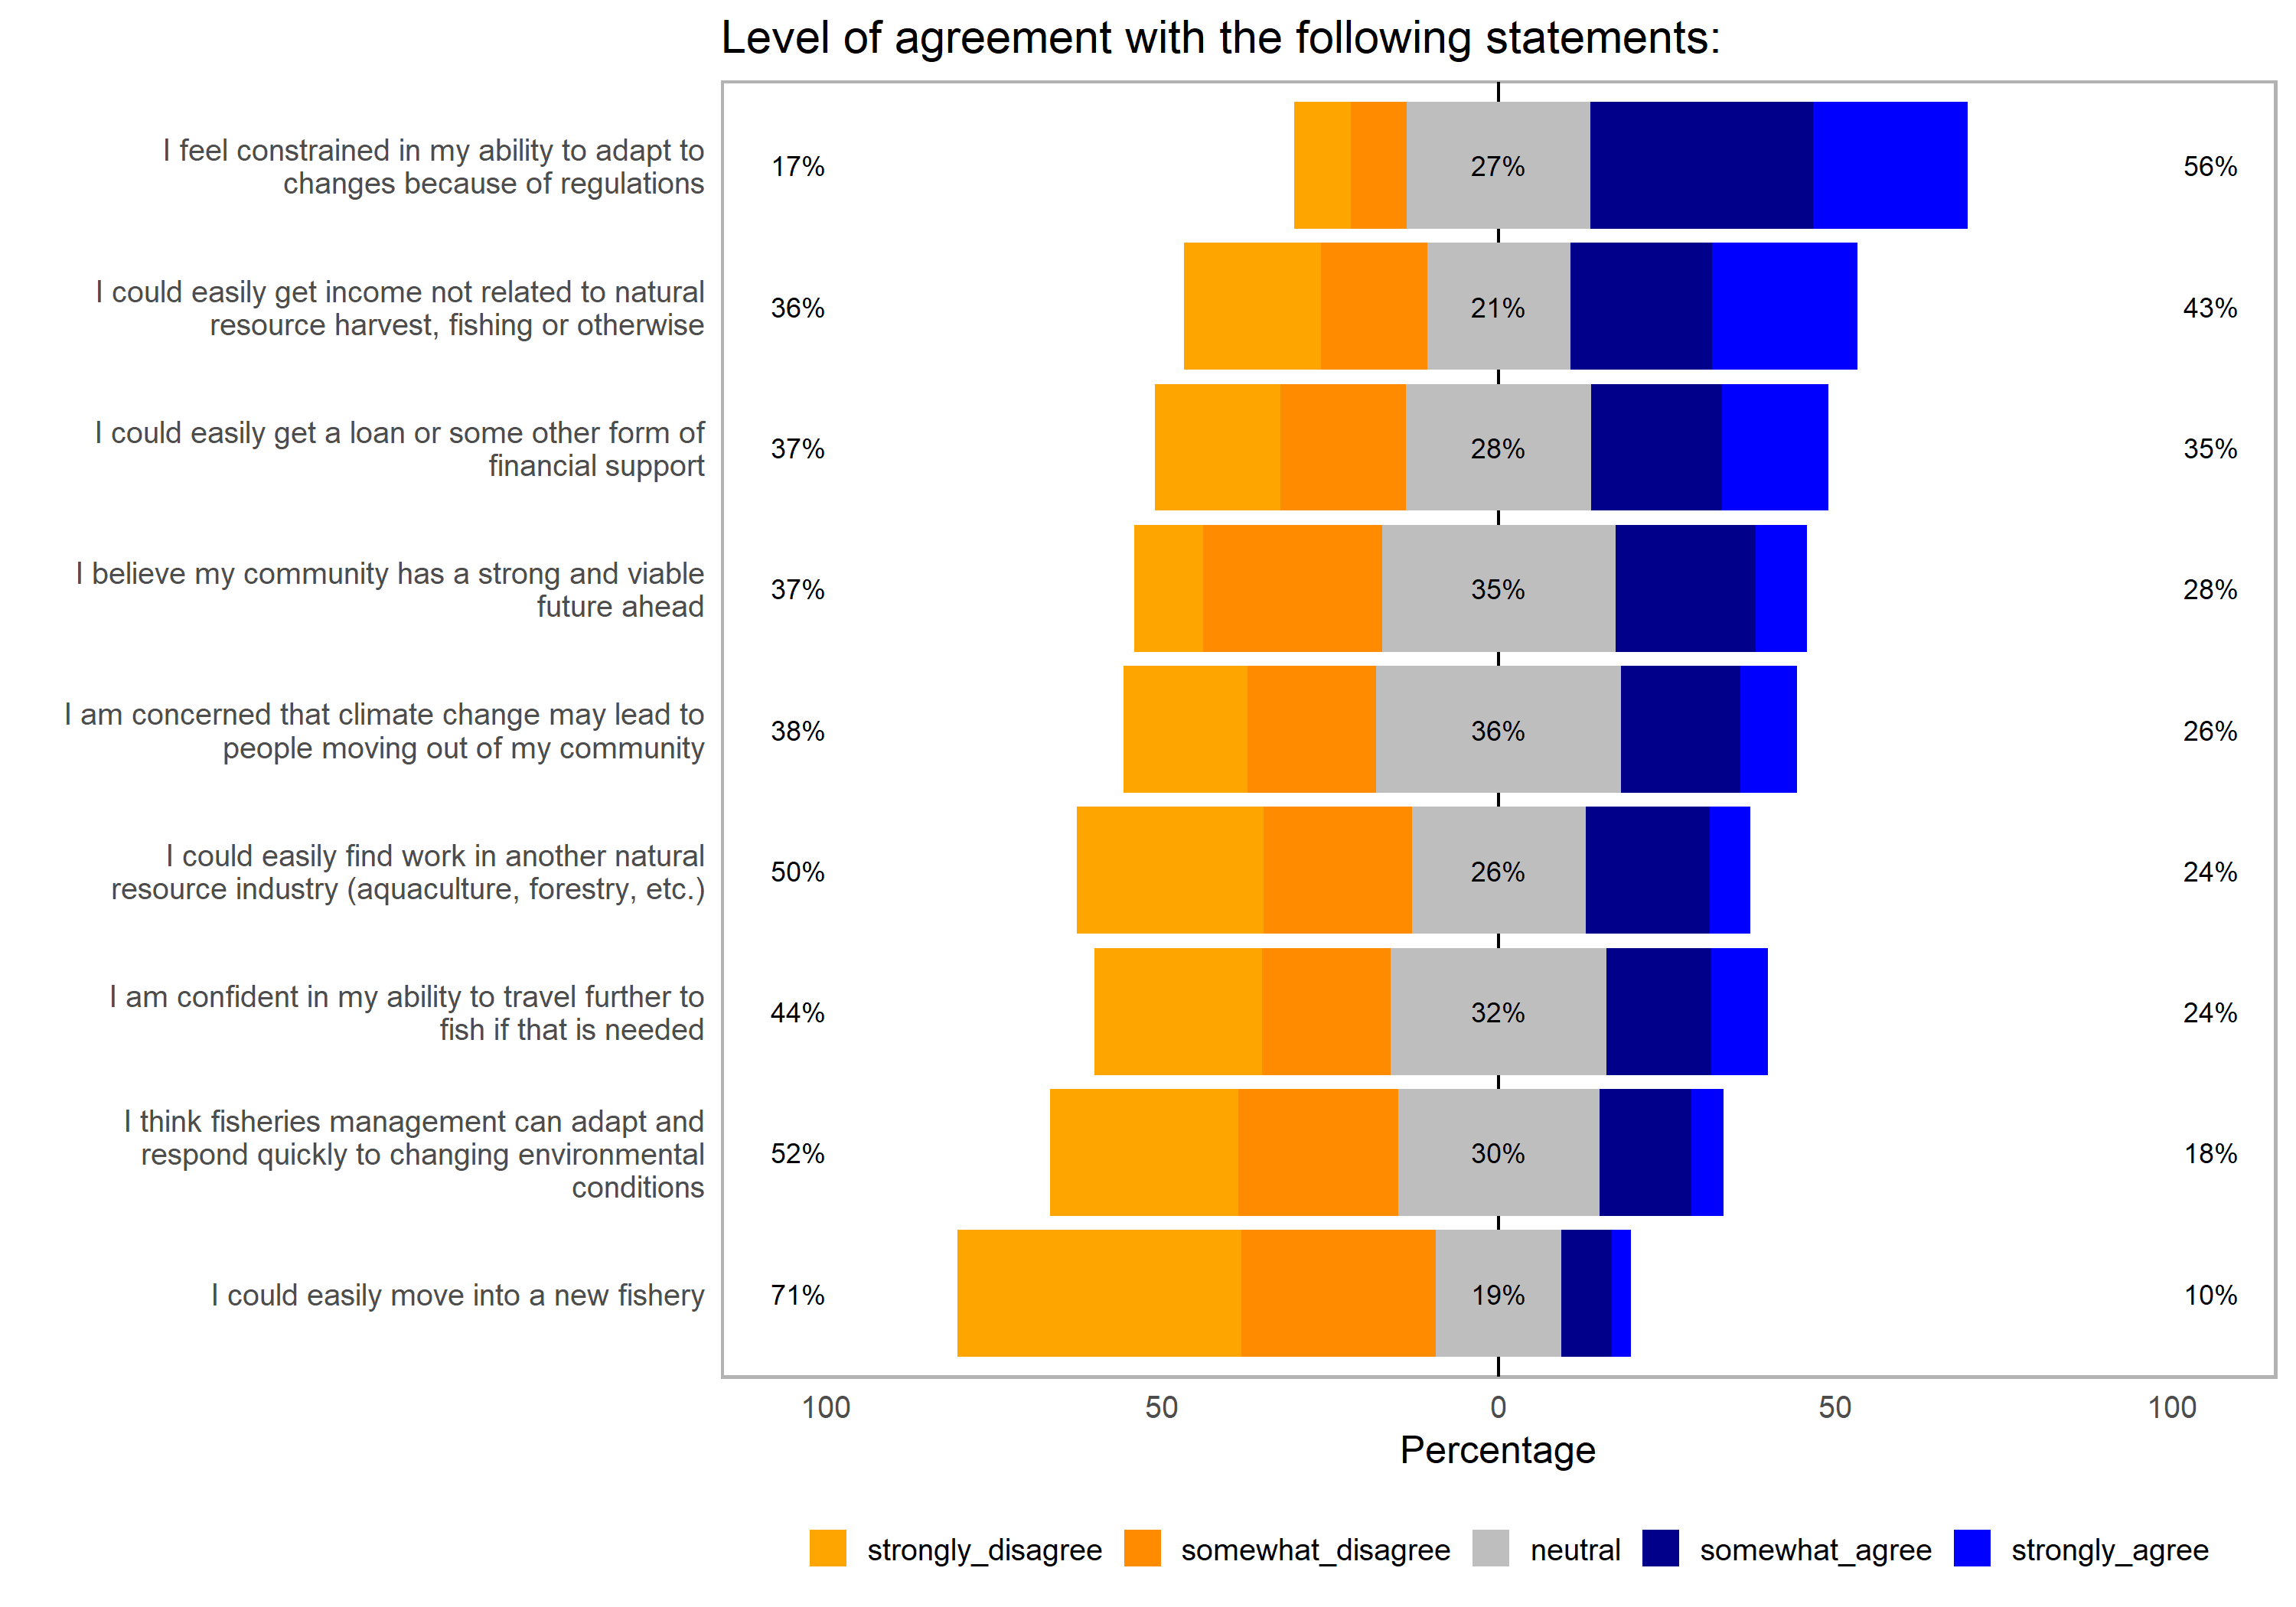 Level of agreement with the following statements:
I feel constrained in my ability to adapt to
changes because of regulations
17%
27%
56%
I could easily get income not related to natural
resource harvest, fishing or otherwise
36%
21%
43%
I could easily get a loan or some other form of
financial support
37%
28%
35%
I believe my community has a strong and viable
future ahead
37%
35%
28%
I am concerned that climate change may lead to
people moving out of my community
38%
36%
26%
I could easily find work in another natural
resource industry (aquaculture, forestry, etc.)
50%
26%
24%
I am confident in my ability to travel further to
fish if that is needed
44%
32%
24%
I think fisheries management can adapt and
respond quickly to changing environmental
conditions
52%
30%
18%
I could easily move into a new fishery
71%
19%
10%
100 50 0 50 100
Percentage
strongly_disagree somewhat_disagree neutral somewhat_agree strongly_agree